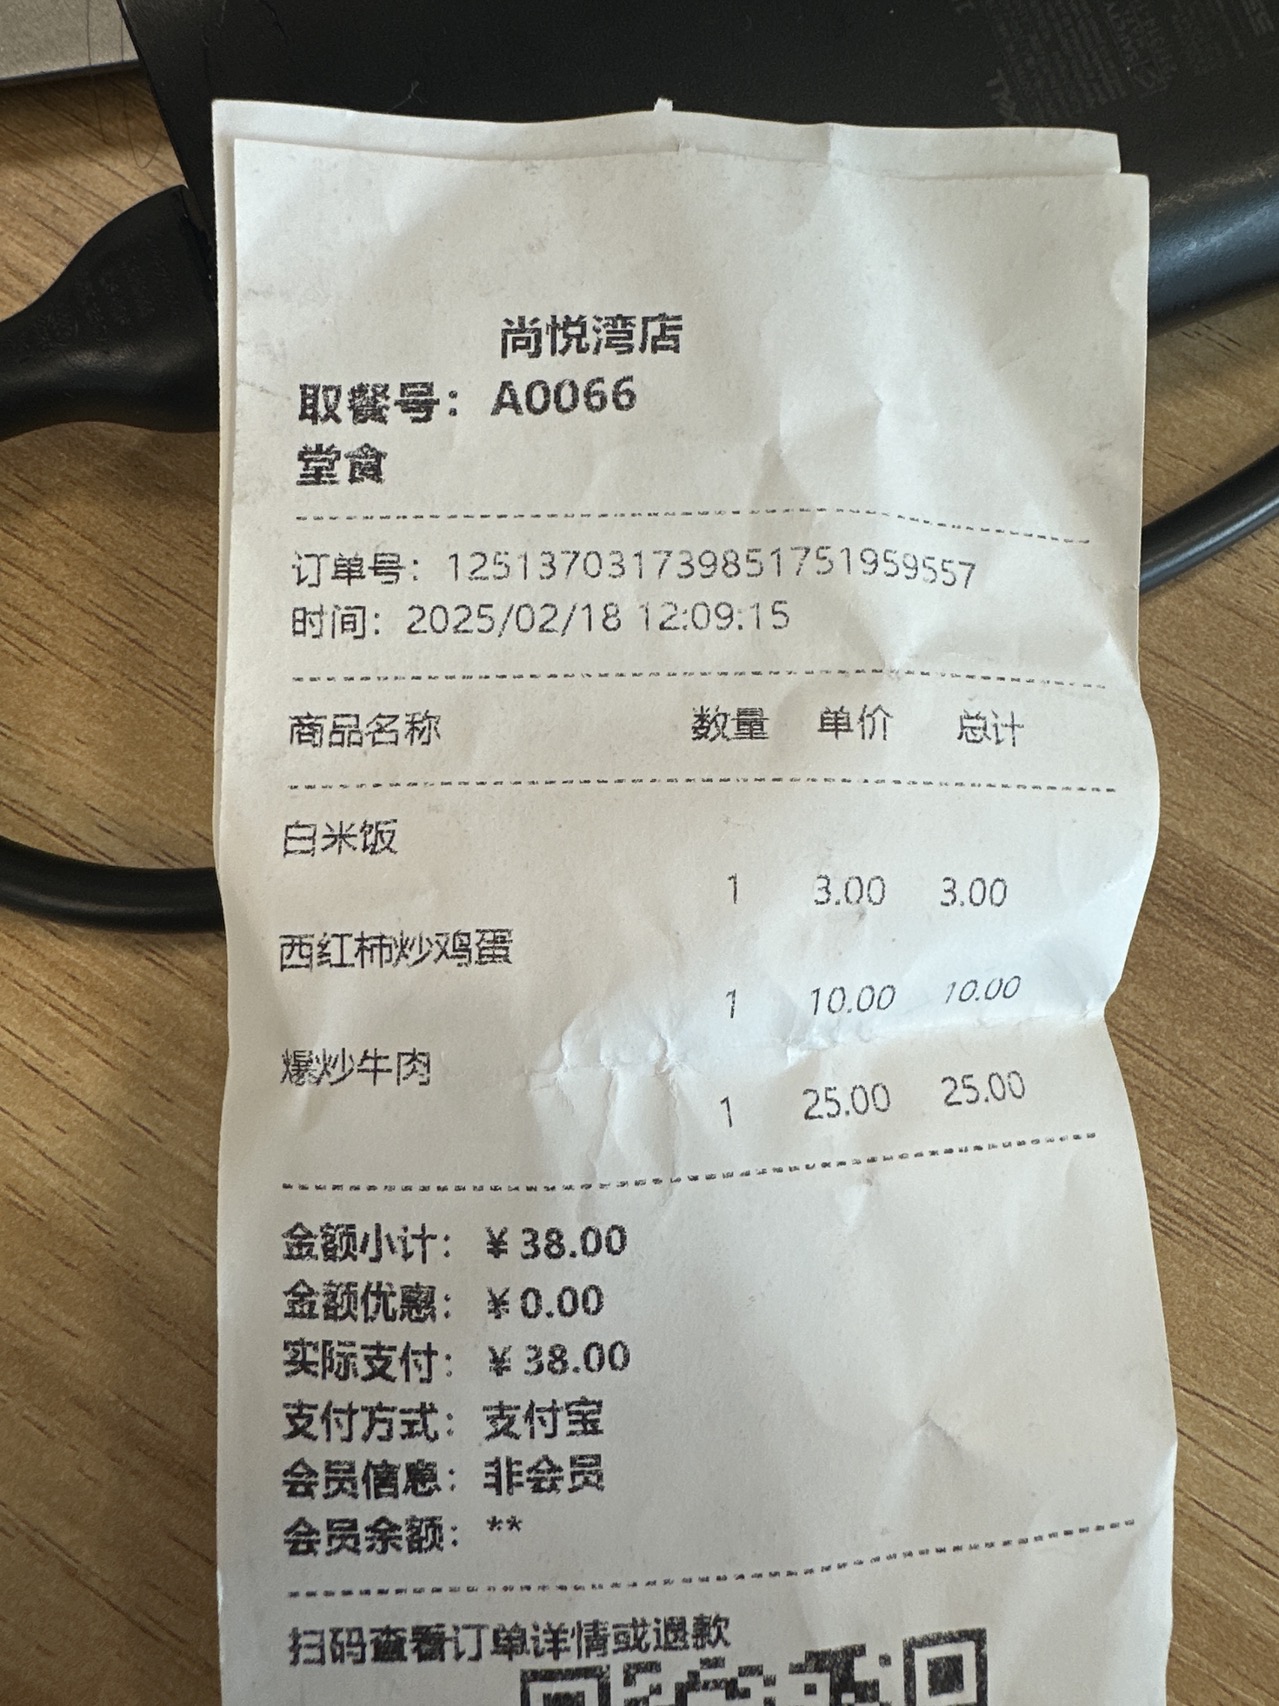 尚悦湾店
取餐号：A0066
堂食
订单号：125137031739851751959557
时间：2025/02/18 12:09:15
商品名称 数量 单价 总计
白米饭
1 3.00 3.00
西红柿炒鸡蛋
1 10.00 10.00
爆炒牛肉
1 25.00 25.00
金额小计：￥38.00
金额优惠：￥0.00
实际支付：￥38.00
支付方式：支付宝
会员信息：非会员
会员余额：**
扫码查看订单详情或退款